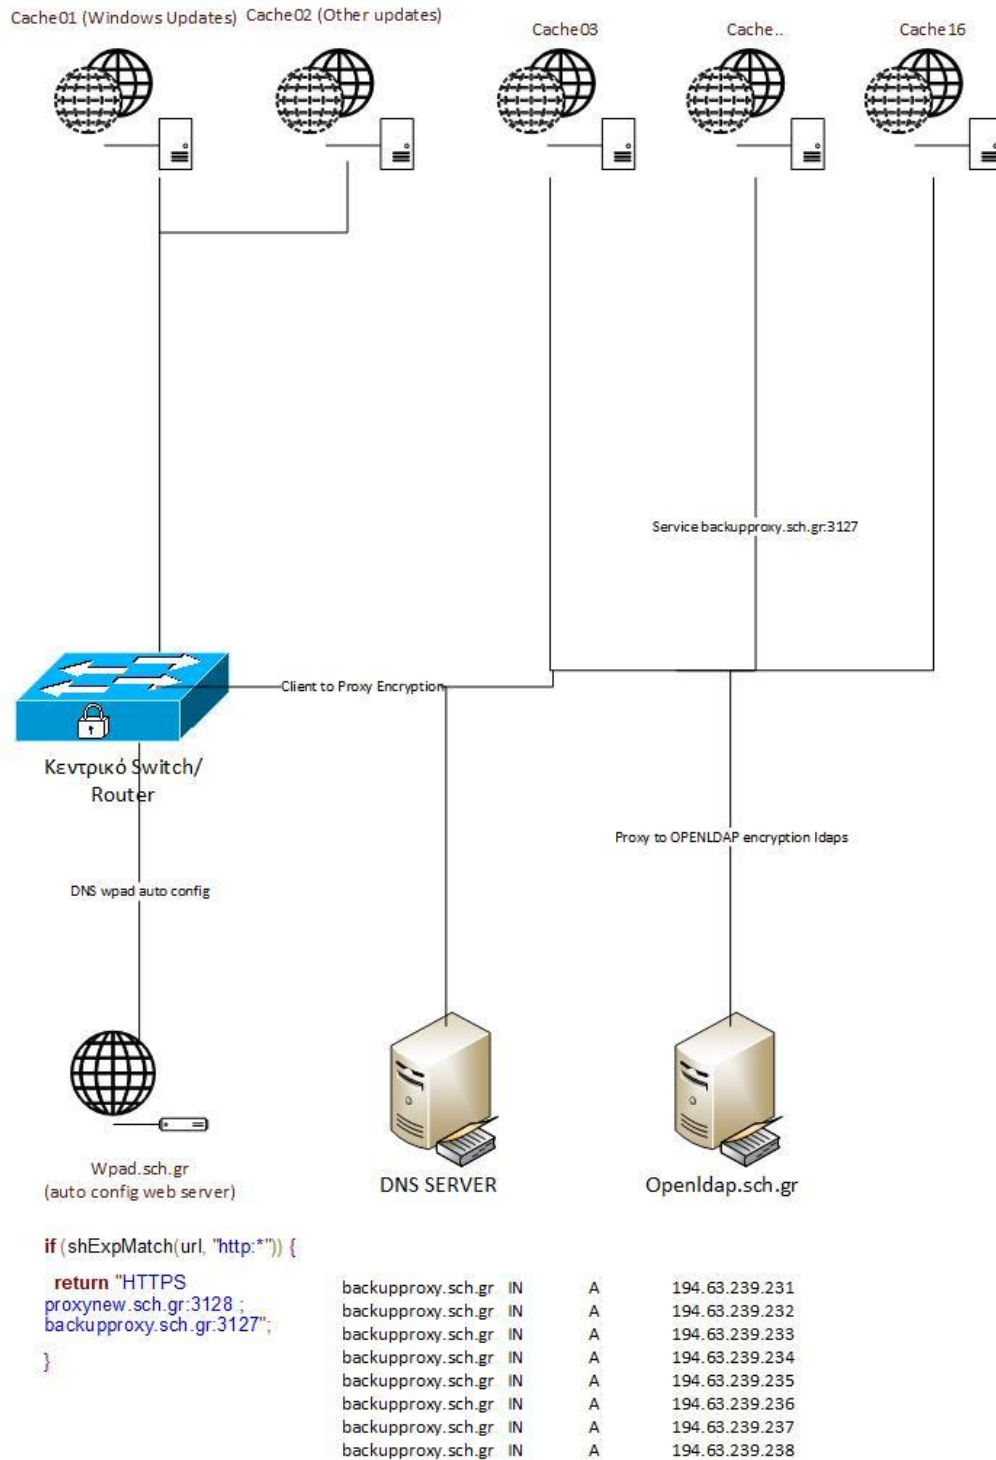 Cache01 (Windows Updates)
Cache02 (Other updates)
Cache03
Cache..
Cache16
Service backupproxy.sch.gr:3127
Client to Proxy Encryption
Κεντρικό Switch/
Router
Proxy to OPENLDAP encryption ldaps
DNS wpad auto config
Wpad.sch.gr
(auto config web server)
DNS SERVER
Openldap.sch.gr
if (shExpMatch(url, "http:*")) {
return "HTTPS
proxynew.sch.gr:3128 ;
backupproxy.sch.gr:3127";
}
backupproxy.sch.gr IN A 194.63.239.231
backupproxy.sch.gr IN A 194.63.239.232
backupproxy.sch.gr IN A 194.63.239.233
backupproxy.sch.gr IN A 194.63.239.234
backupproxy.sch.gr IN A 194.63.239.235
backupproxy.sch.gr IN A 194.63.239.236
backupproxy.sch.gr IN A 194.63.239.237
backupproxy.sch.gr IN A 194.63.239.238